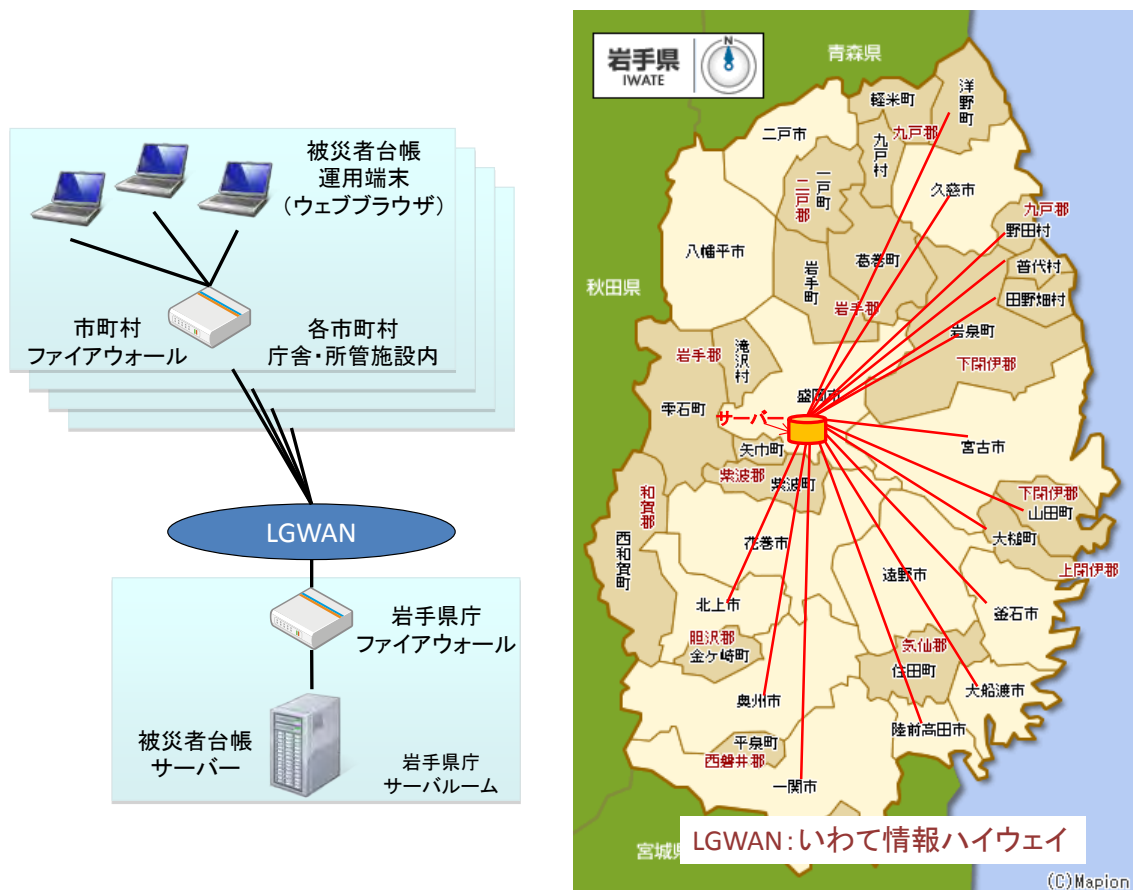 被災者台帳
運用端末
（ウェブブラウザ）
市町村
ファイアウォール
各市町村
庁舎・所管施設内
LGWAN
岩手県庁
ファイアウォール
被災者台帳
サーバー
岩手県庁
サーバルーム
岩手県
IWATE
N
青森県
秋田県
宮城県
洋野町
軽米町
九戸郡
九戸村
二戸市
一戸町
二戸郡
久慈市
九戸郡
野田村
普代村
田野畑村
八幡平市
岩手町
葛巻町
岩手郡
岩泉町
下閉伊郡
岩手郡
滝沢村
雫石町
盛岡市
サーバー
矢巾町
紫波郡
紫波町
宮古市
下閉伊郡
山田町
大槌町
上閉伊郡
和賀郡
西和賀町
花巻市
遠野市
釜石市
北上市
胆沢郡
金ケ崎町
気仙郡
住田町
大船渡市
奥州市
陸前高田市
平泉町
西磐井郡
一関市
LGWAN：いわて情報ハイウェイ
(C)Mapion